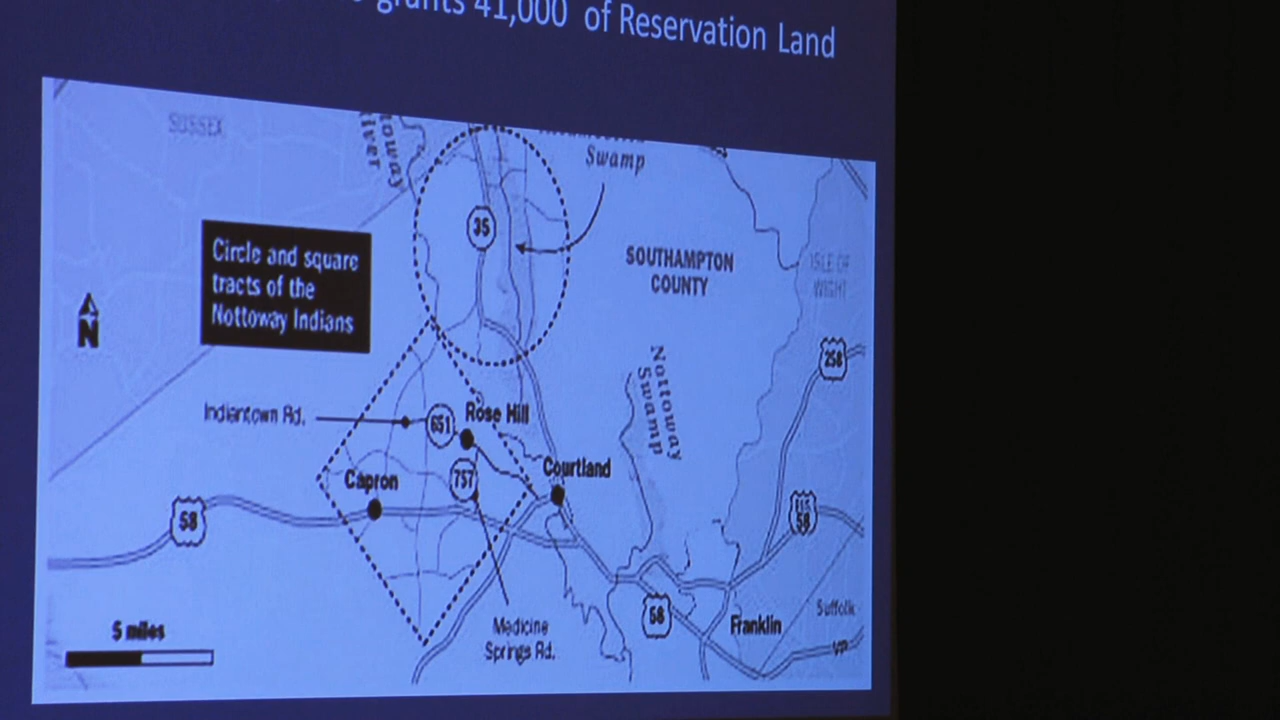 grants 41,000 of Reservation Land
SUSSEX
Swamp
35
Circle and square
tracts of the
Nottoway Indians
SOUTHAMPTON
COUNTY
ISLE OF
WIGHT
N
258
Nottoway
Swamp
Indiantown Rd.
651
Rose Hill
Capron
757
Courtland
58
58
58
Suffolk
5 miles
Medicine
Springs Rd.
Franklin